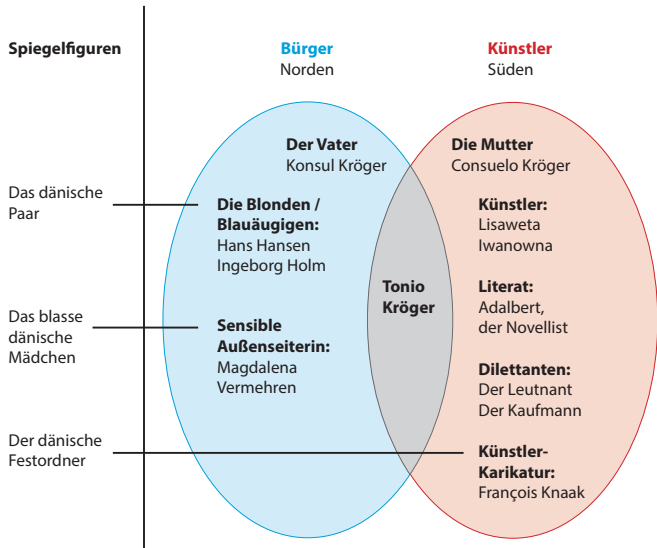 Spiegelfiguren
Bürger
Norden
Künstler
Süden
Der Vater
Konsul Kröger
Die Mutter
Consuelo Kröger
Das dänische
Paar
Die Blonden /
Blauäugigen:
Hans Hansen
Ingeborg Holm
Künstler:
Lisaweta
Iwanowna
Tonio
Kröger
Literat:
Adalbert,
der Novellist
Das blasse
dänische
Mädchen
Sensible
Außenseiterin:
Magdalena
Vermehren
Dilettanten:
Der Leutnant
Der Kaufmann
Der dänische
Festordner
Künstler-
Karikatur:
François Knaak